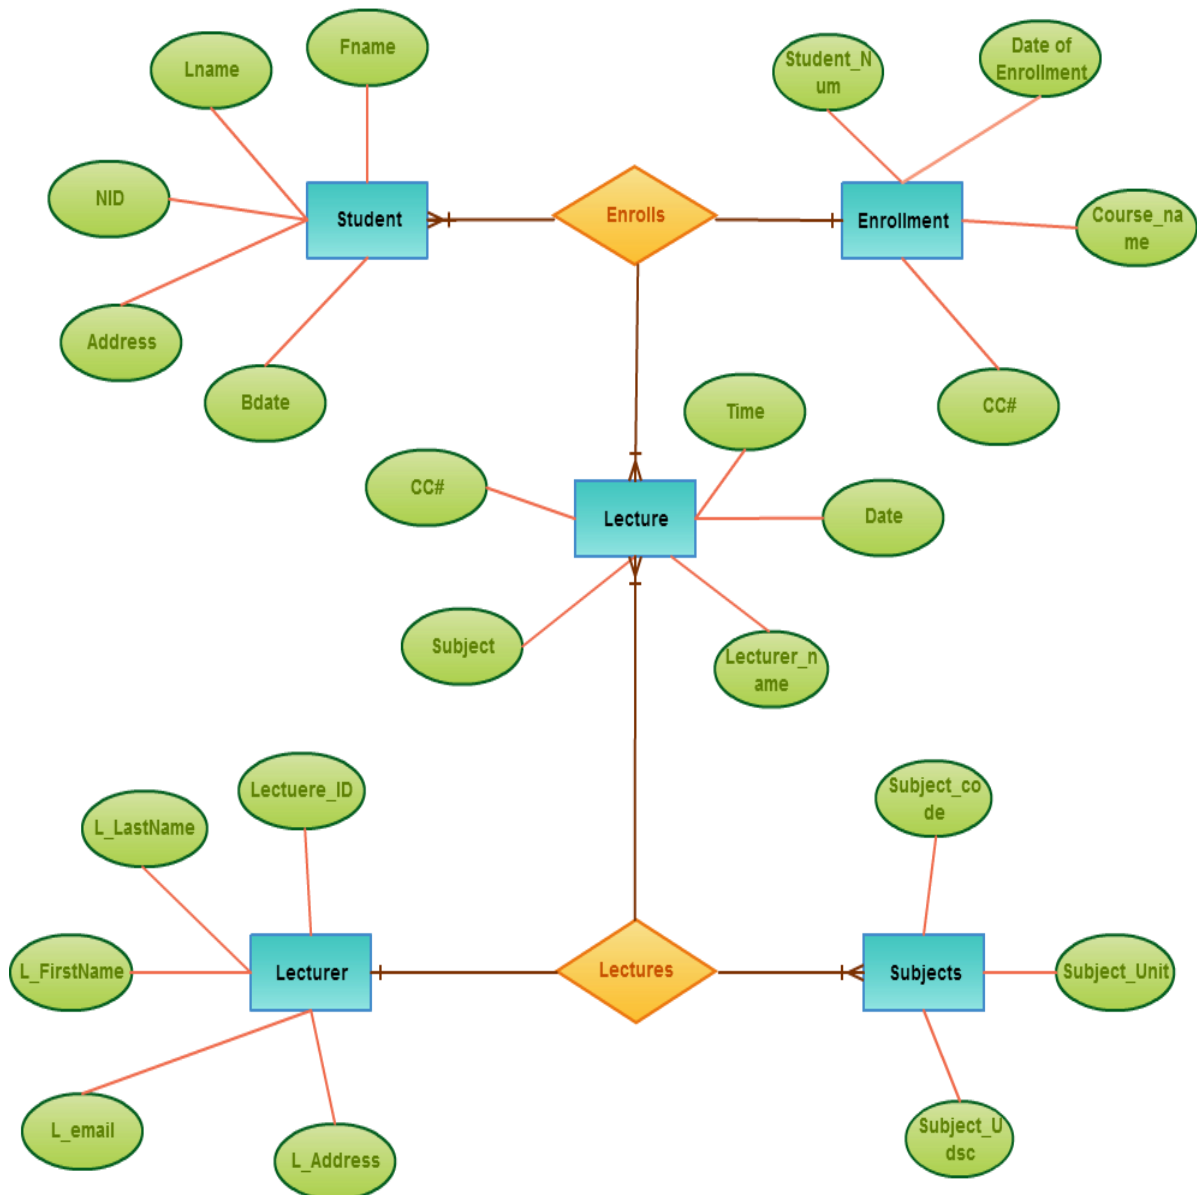 Fname
Lname
Student_N
um
Date of
Enrollment
NID
Student
Enrolls
Enrollment
Course_na
me
Address
Bdate
Time
CC#
CC#
Lecture
Date
Subject
Lecturer_n
ame
Lectuere_ID
Subject_co
de
L_LastName
L_FirstName
Lecturer
Lectures
Subjects
Subject_Unit
L_email
L_Address
Subject_U
dsc